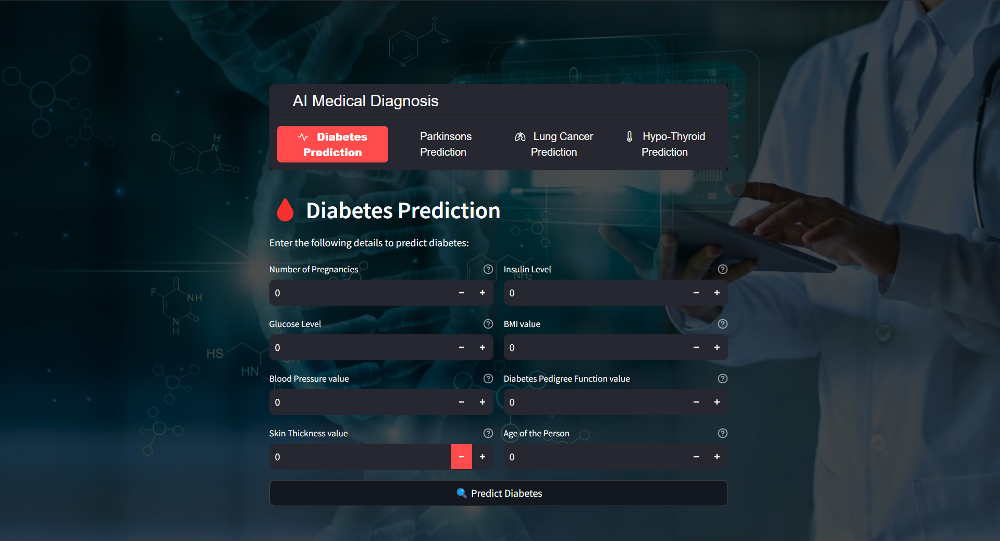 OH
N
Steps Analysis
AI Medical Diagnosis
Diabetes
Prediction
Parkinsons
Prediction
Lung Cancer
Prediction
Hypo-Thyroid
Prediction
Cl
H
N
O
Diabetes Prediction
Enter the following details to predict diabetes:
Number of Pregnancies
0
Insulin Level
0
NH2
F
NH
N
H
Glucose Level
0
BMI value
0
HS
HN
Blood Pressure value
0
Diabetes Pedigree Function value
0
Skin Thickness value
0
Age of the Person
0
Predict Diabetes